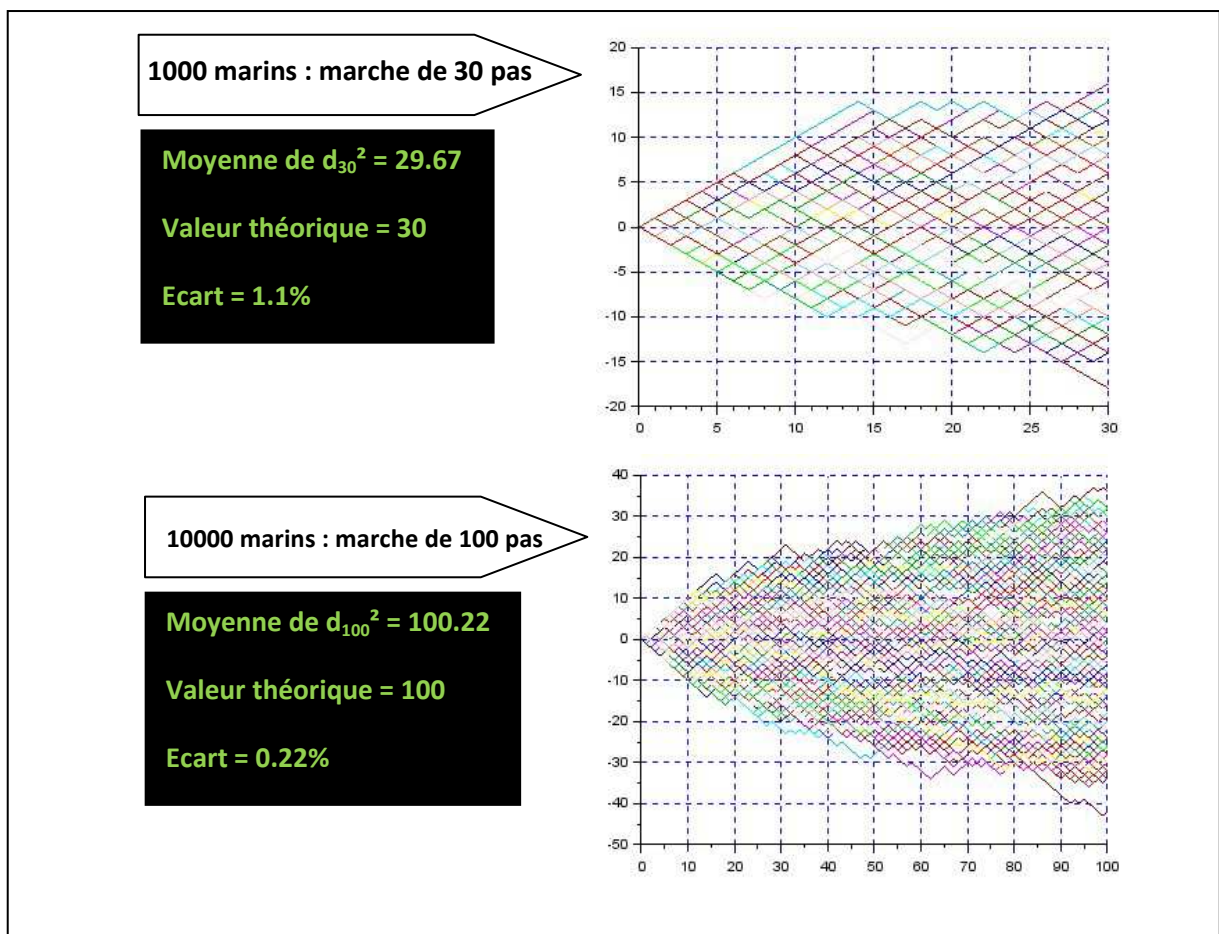 1000 marins : marche de 30 pas
Moyenne de d₃₀² = 29.67
Valeur théorique = 30
Ecart = 1.1%
20
15
10
5
0
-5
-10
-15
-20
0 5 10 15 20 25 30
10000 marins : marche de 100 pas
Moyenne de d₁₀₀² = 100.22
Valeur théorique = 100
Ecart = 0.22%
40
30
20
10
0
-10
-20
-30
-40
-50
0 10 20 30 40 50 60 70 80 90 100